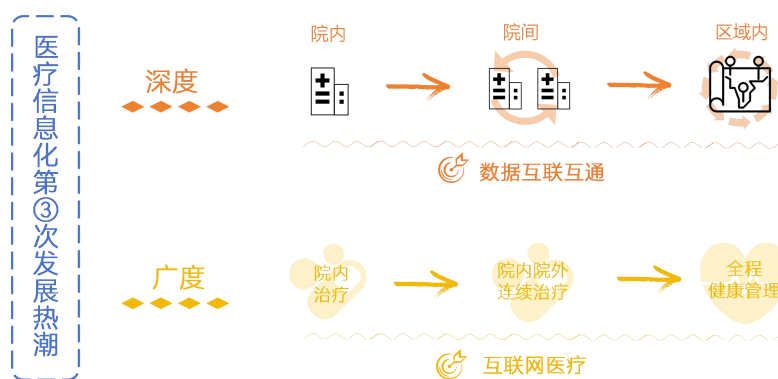 医疗信息化第③次发展热潮
深度
院内
院间
区域内
数据互联互通
广度
院内
治疗
院内院外
连续治疗
全程
健康管理
互联网医疗